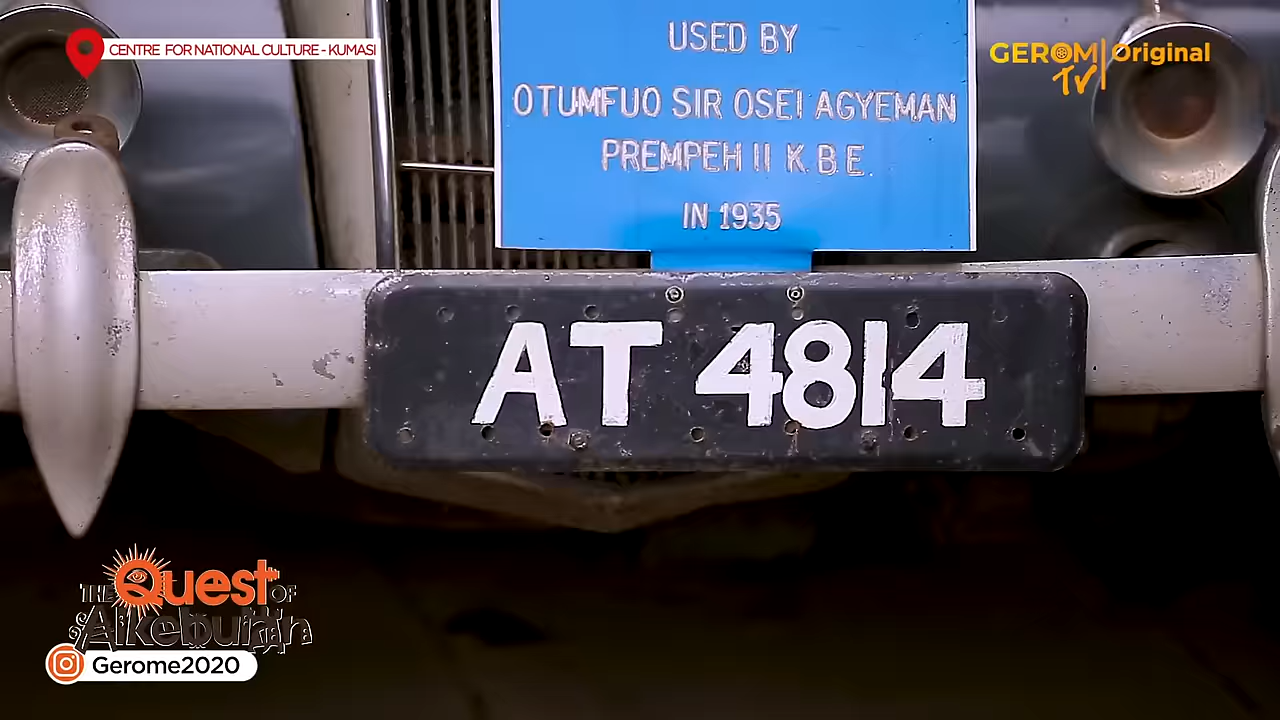 CENTRE FOR NATIONAL CULTURE - KUMASI
GEROM TV Original
USED BY
OTUMFUO SIR OSEI AGYEMAN
PREMPEH II K.B.E.
IN 1935
AT 4814
THE Quest OF
Alkebulan
Gerome2020